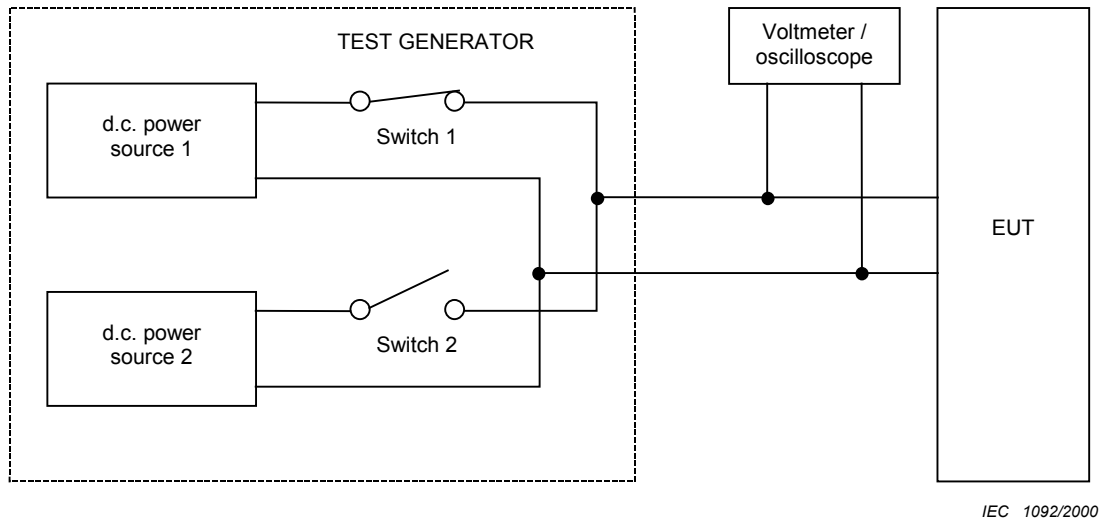 TEST GENERATOR
Voltmeter /
oscilloscope
d.c. power
source 1
Switch 1
EUT
d.c. power
source 2
Switch 2
IEC 1092/2000